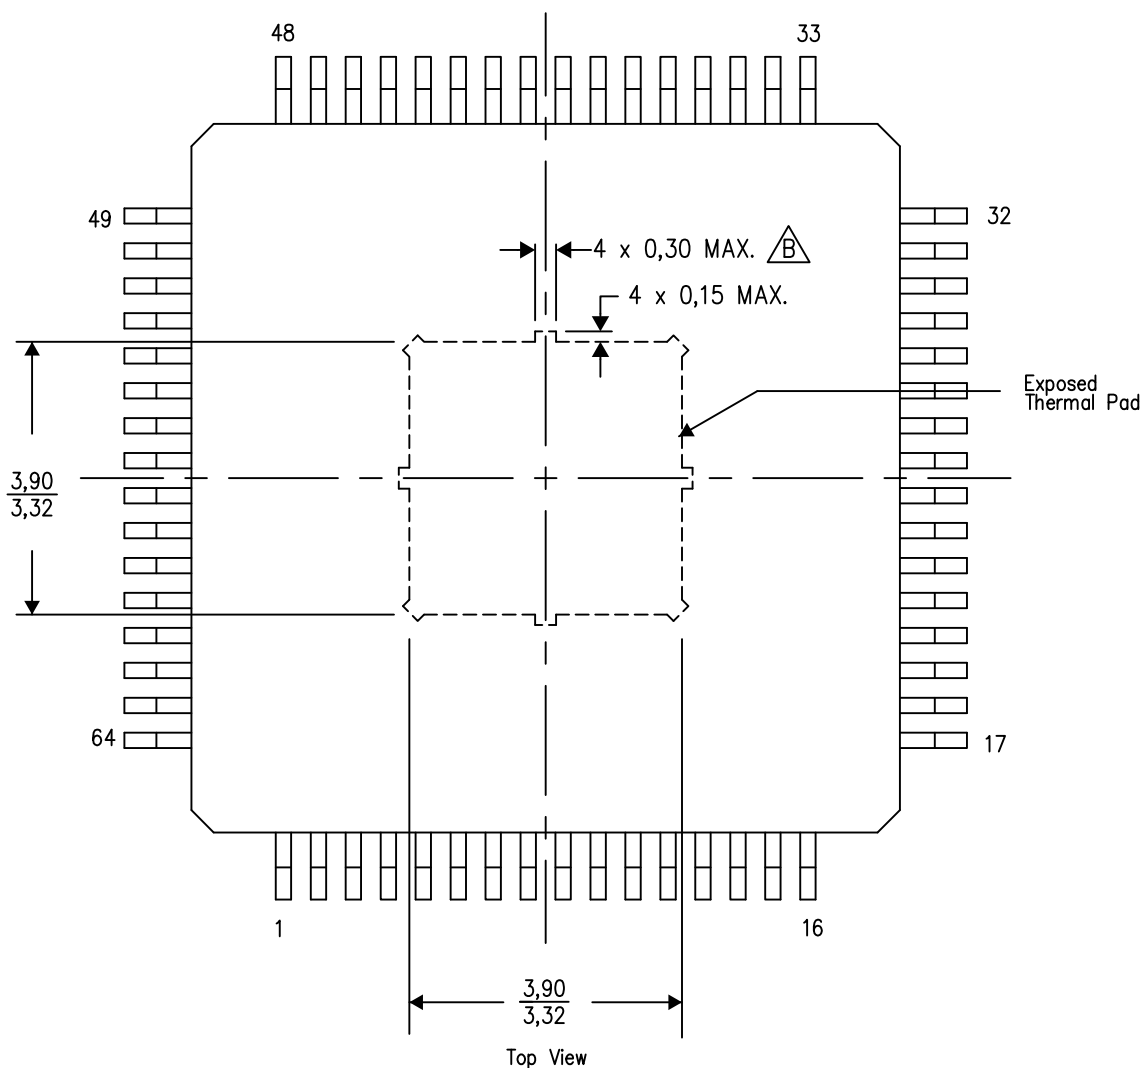 48
33
49
32
4 x 0,30 MAX. B
4 x 0,15 MAX.
Exposed
Thermal Pad
3,90
3,32
64
17
1
16
3,90
3,32
Top View